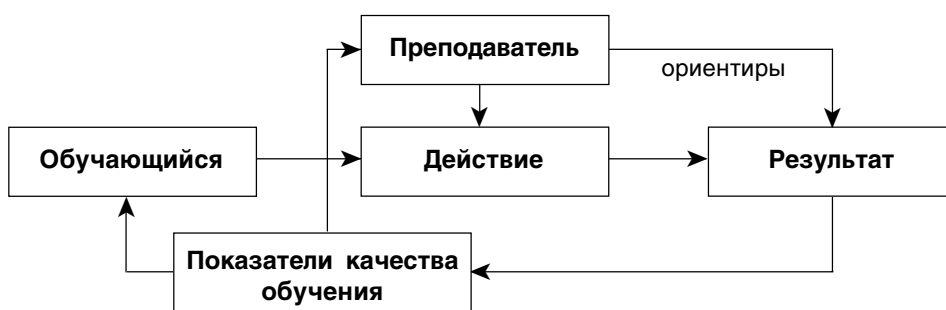 Преподаватель
ориентиры
Обучающийся
Действие
Результат
Показатели качества
обучения